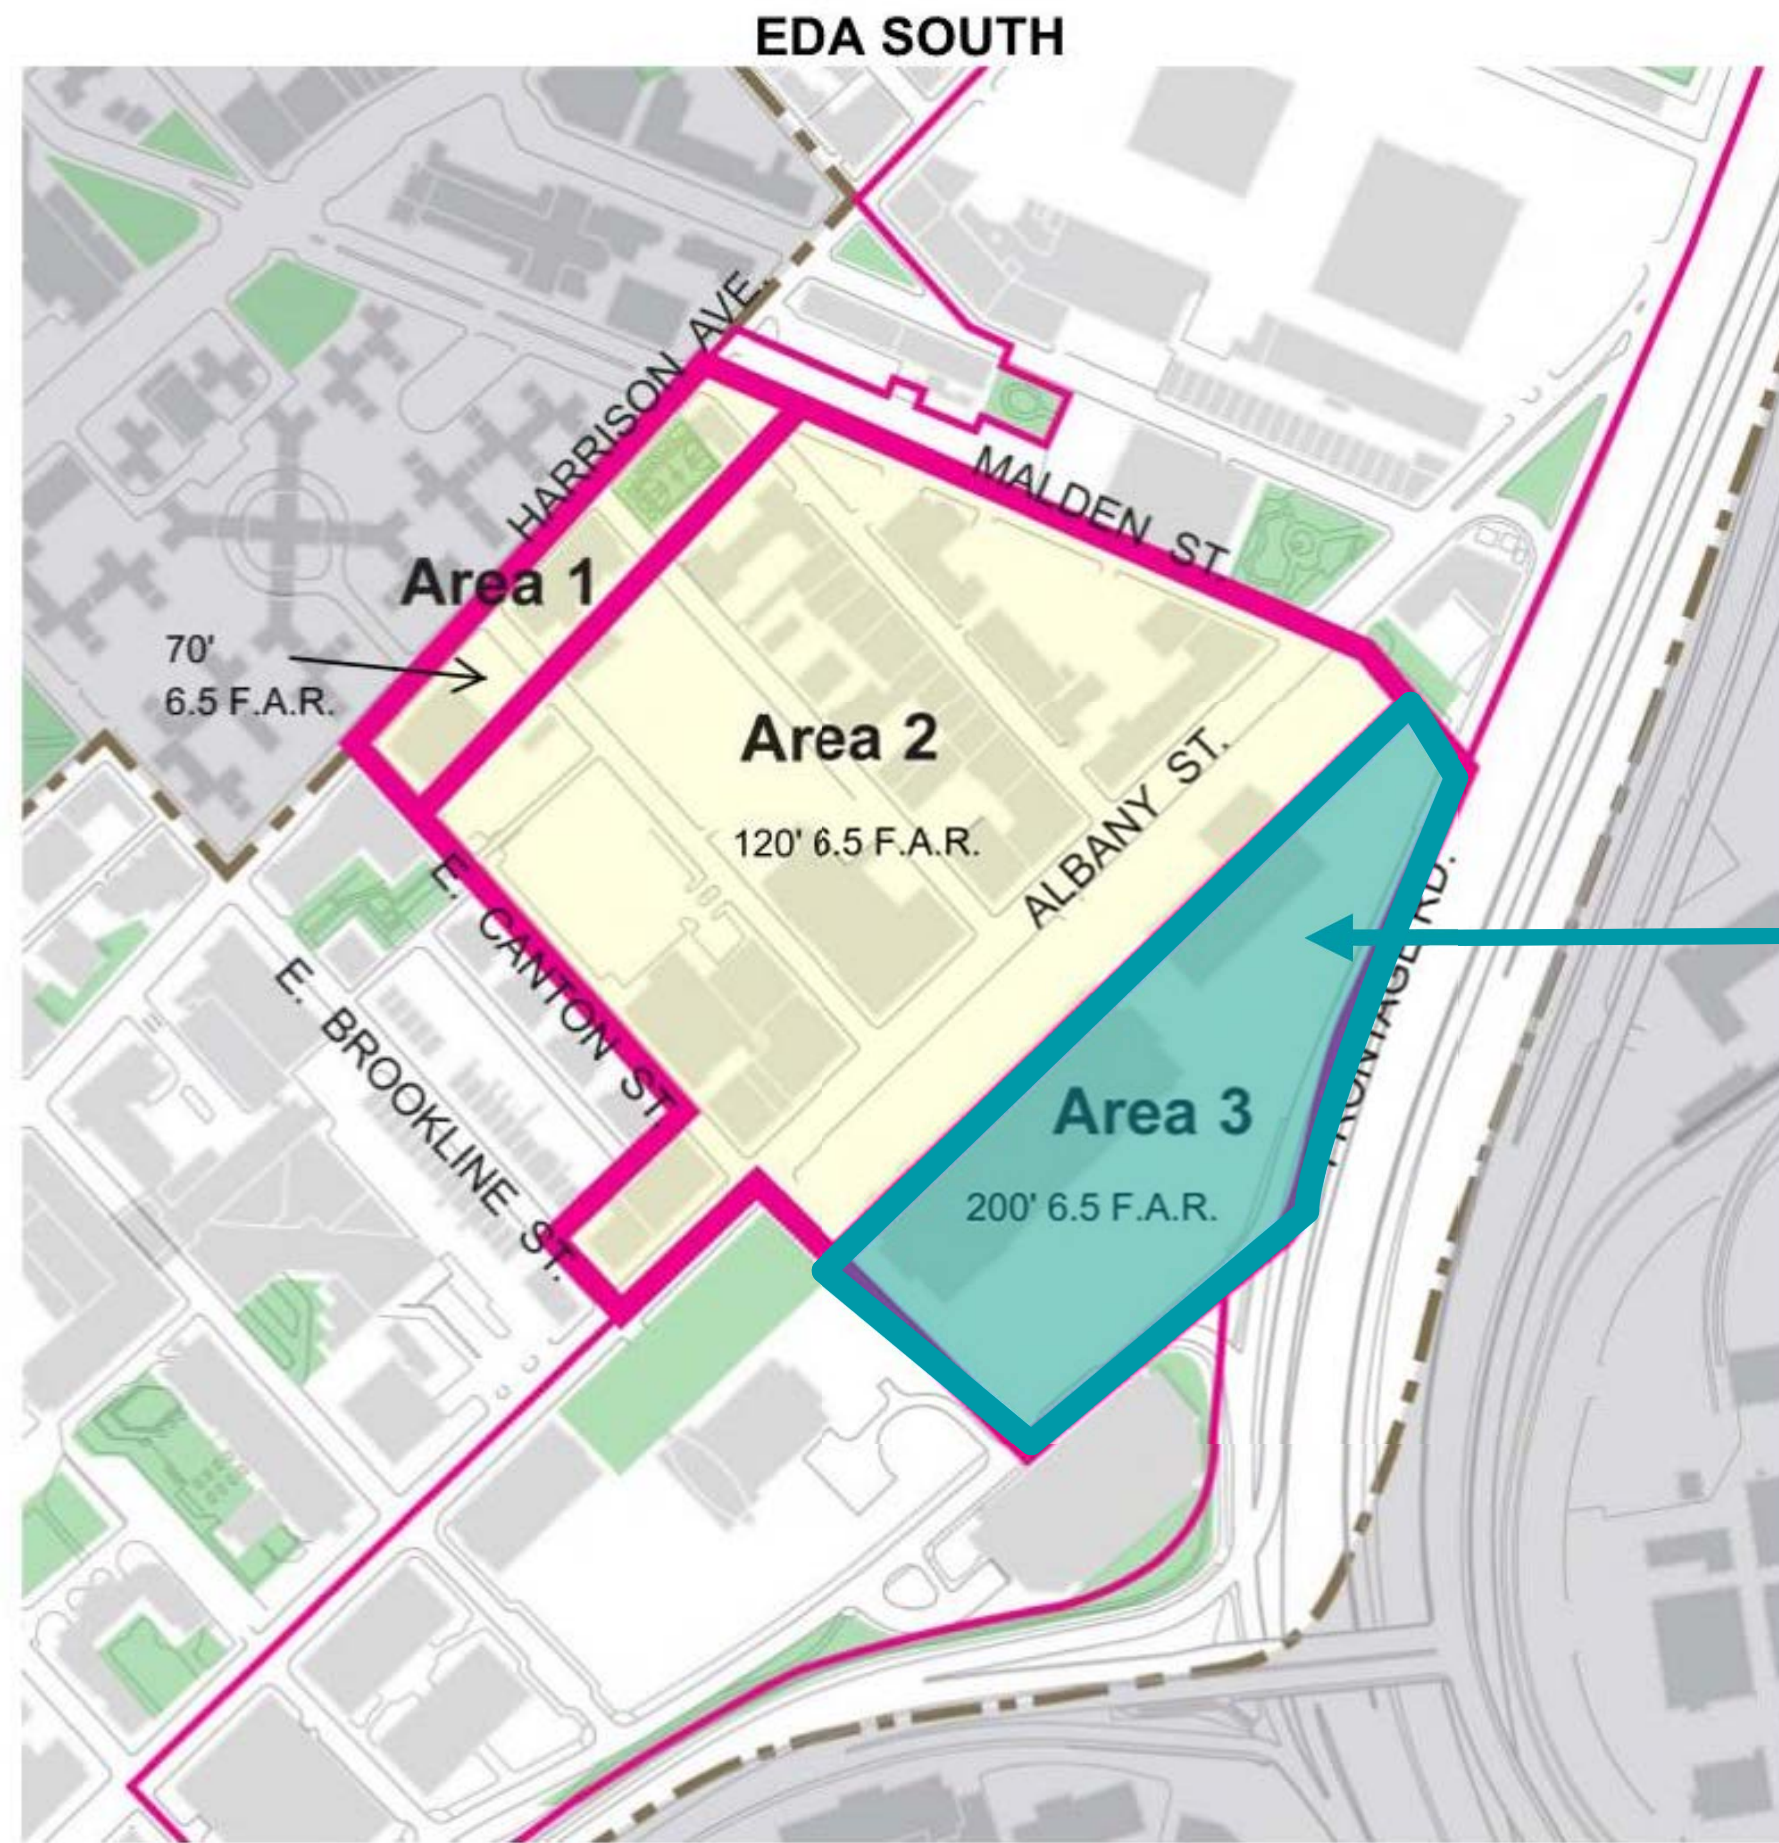 EDA SOUTH
HARRISON AVE.
MALDEN ST.
Area 1
70'
6.5 F.A.R.
Area 2
120' 6.5 F.A.R.
ALBANY ST.
E. CANTON ST.
E. BROOKLINE ST.
FRONTAGE RD.
Area 3
200' 6.5 F.A.R.